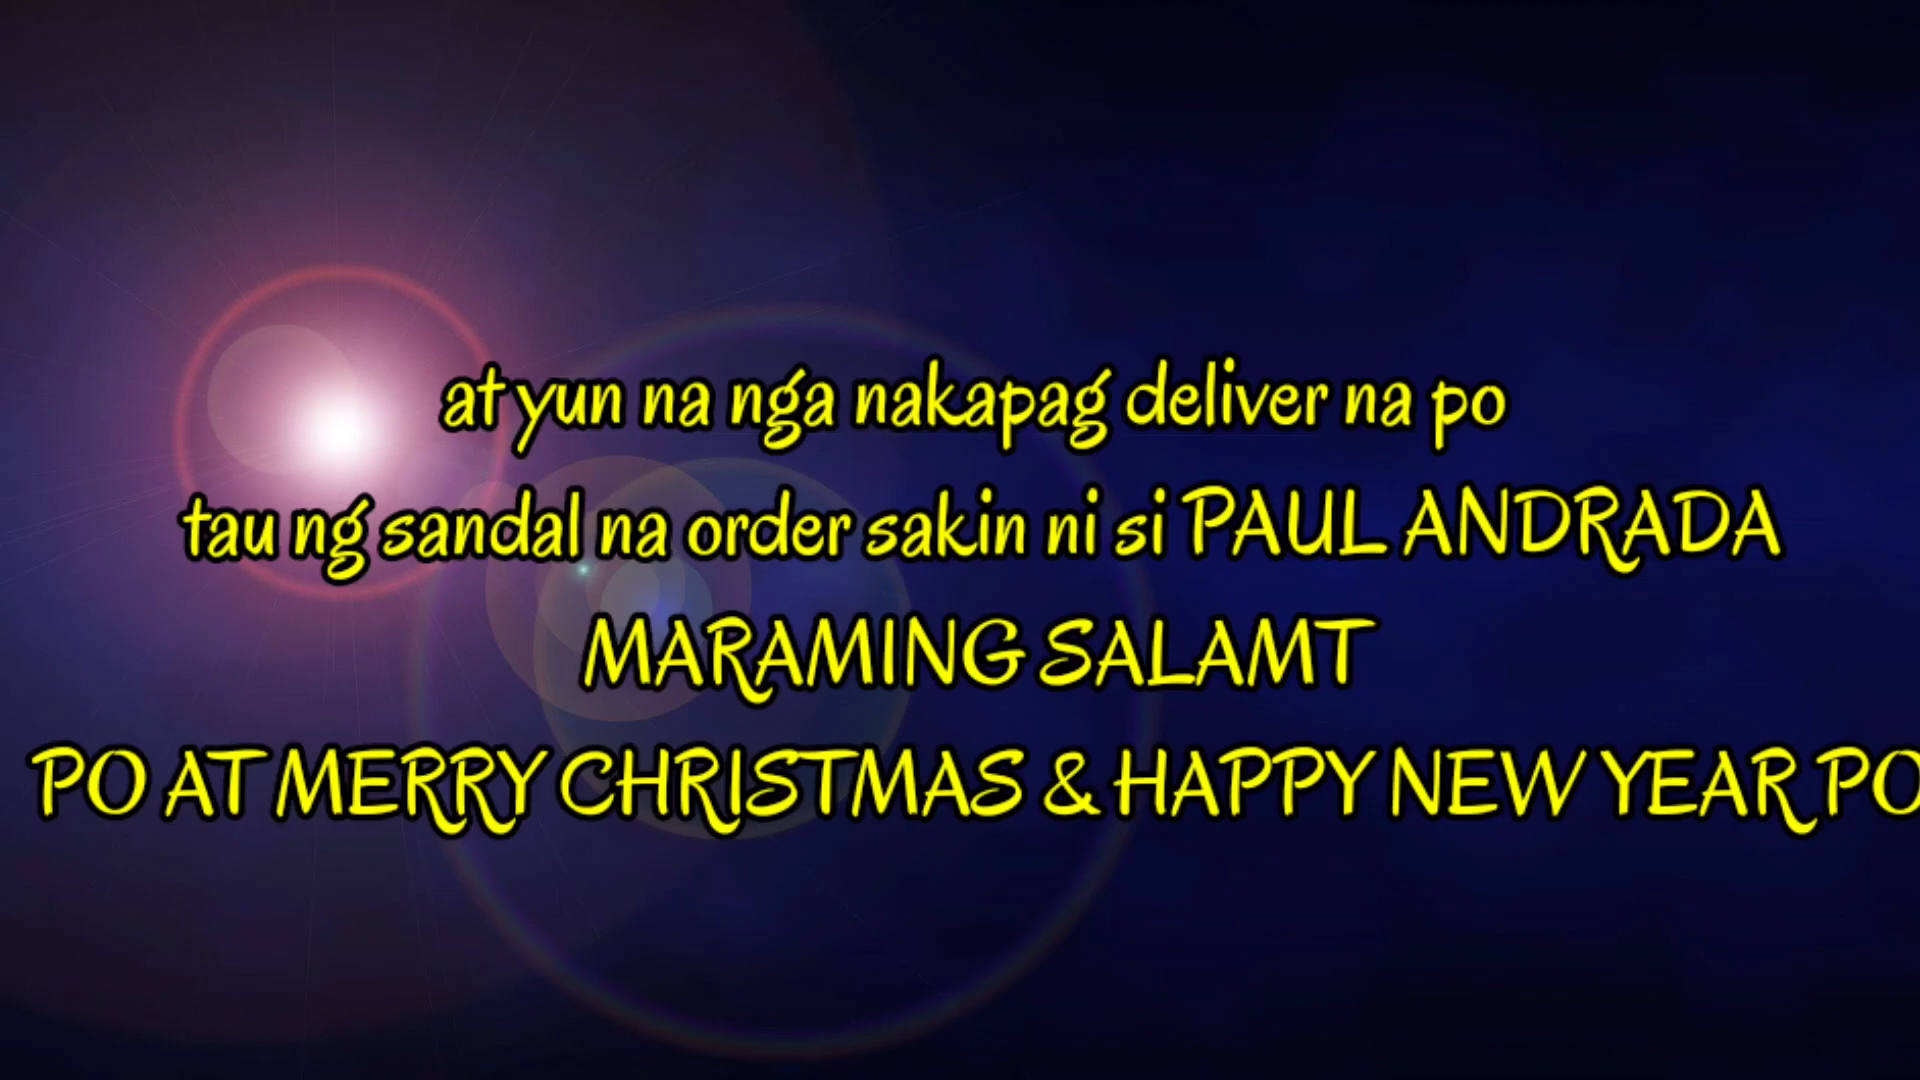 at yun na nga nakapag deliver na po
tau ng sandal na order sakin ni si PAUL ANDRADA
MARAMING SALAMT
PO AT MERRY CHRISTMAS & HAPPY NEW YEAR PO